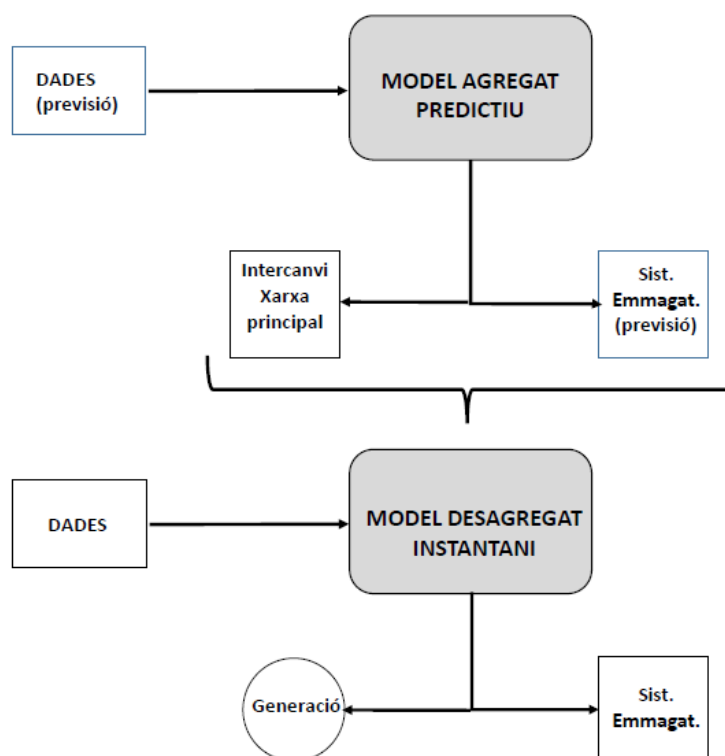 DADES
(previsió)
MODEL AGREGAT
PREDICTIU
Intercanvi
Xarxa
principal
Sist.
Emmagat.
(previsió)
DADES
MODEL DESAGREGAT
INSTANTANI
Generació
Sist.
Emmagat.